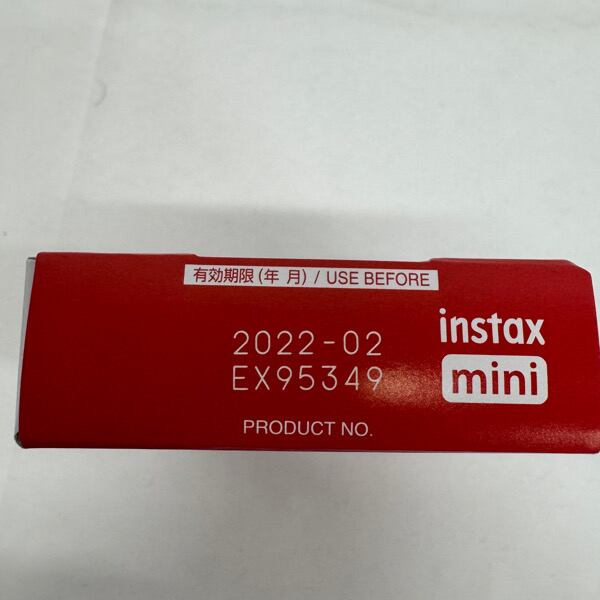 有効期限(年 月) / USE BEFORE
2022-02
EX95349
PRODUCT NO.
instax
mini